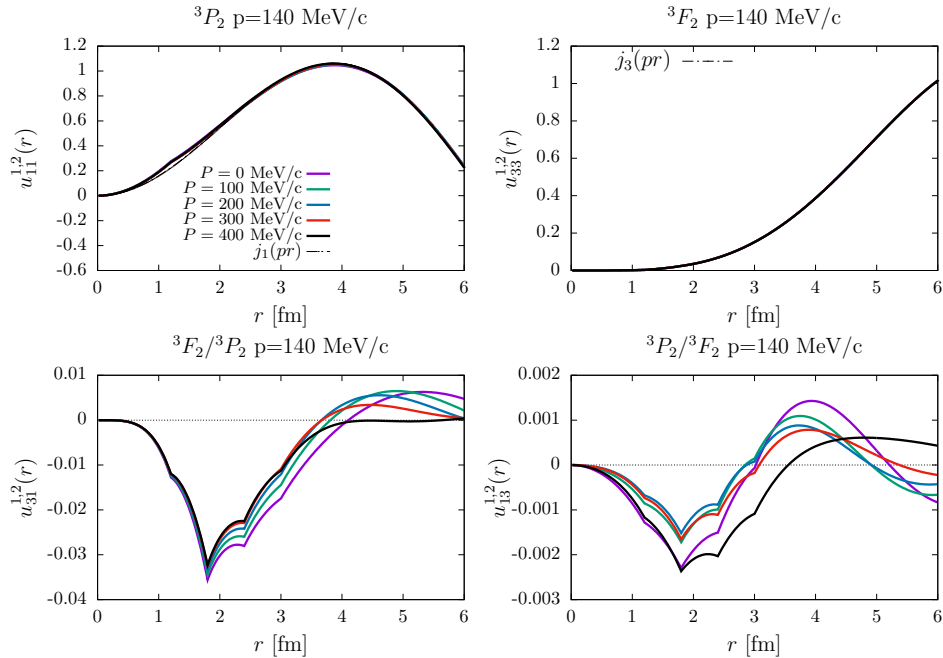 ³P₂ p=140 MeV/c
1.2
1
0.8
0.6
0.4
0.2
0
-0.2
-0.4
-0.6
u₁₁^{1,2}(r)
P = 0 MeV/c
P = 100 MeV/c
P = 200 MeV/c
P = 300 MeV/c
P = 400 MeV/c
j₁(pr)
0 1 2 3 4 5 6
r [fm]
³F₂ p=140 MeV/c
1.2
1
0.8
0.6
0.4
0.2
0
u₃₃^{1,2}(r)
j₃(pr)
0 1 2 3 4 5 6
r [fm]
³F₂/³P₂ p=140 MeV/c
0.01
0
-0.01
-0.02
-0.03
-0.04
u₃₁^{1,2}(r)
0 1 2 3 4 5 6
r [fm]
³P₂/³F₂ p=140 MeV/c
0.002
0.001
0
-0.001
-0.002
-0.003
u₁₃^{1,2}(r)
0 1 2 3 4 5 6
r [fm]